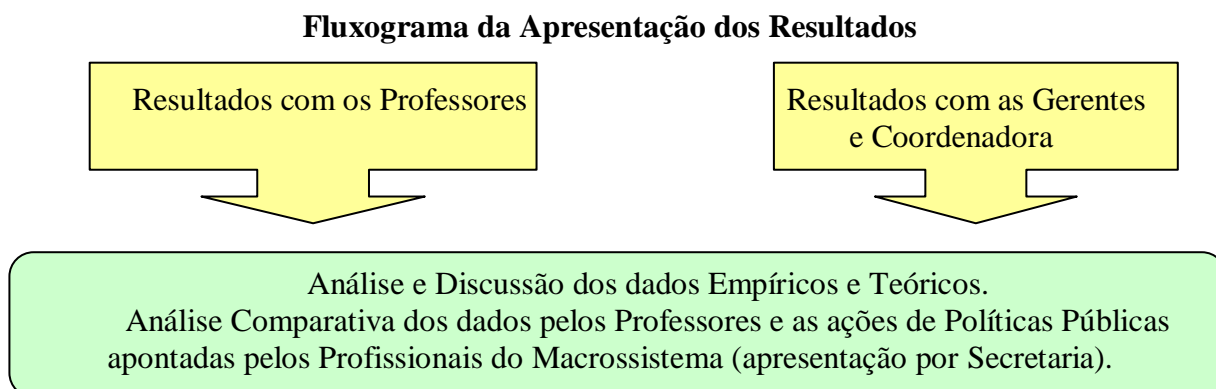 Fluxograma da Apresentação dos Resultados
Resultados com os Professores
Resultados com as Gerentes
e Coordenadora
Análise e Discussão dos dados Empíricos e Teóricos.
Análise Comparativa dos dados pelos Professores e as ações de Políticas Públicas
apontadas pelos Profissionais do Macrossistema (apresentação por Secretaria).